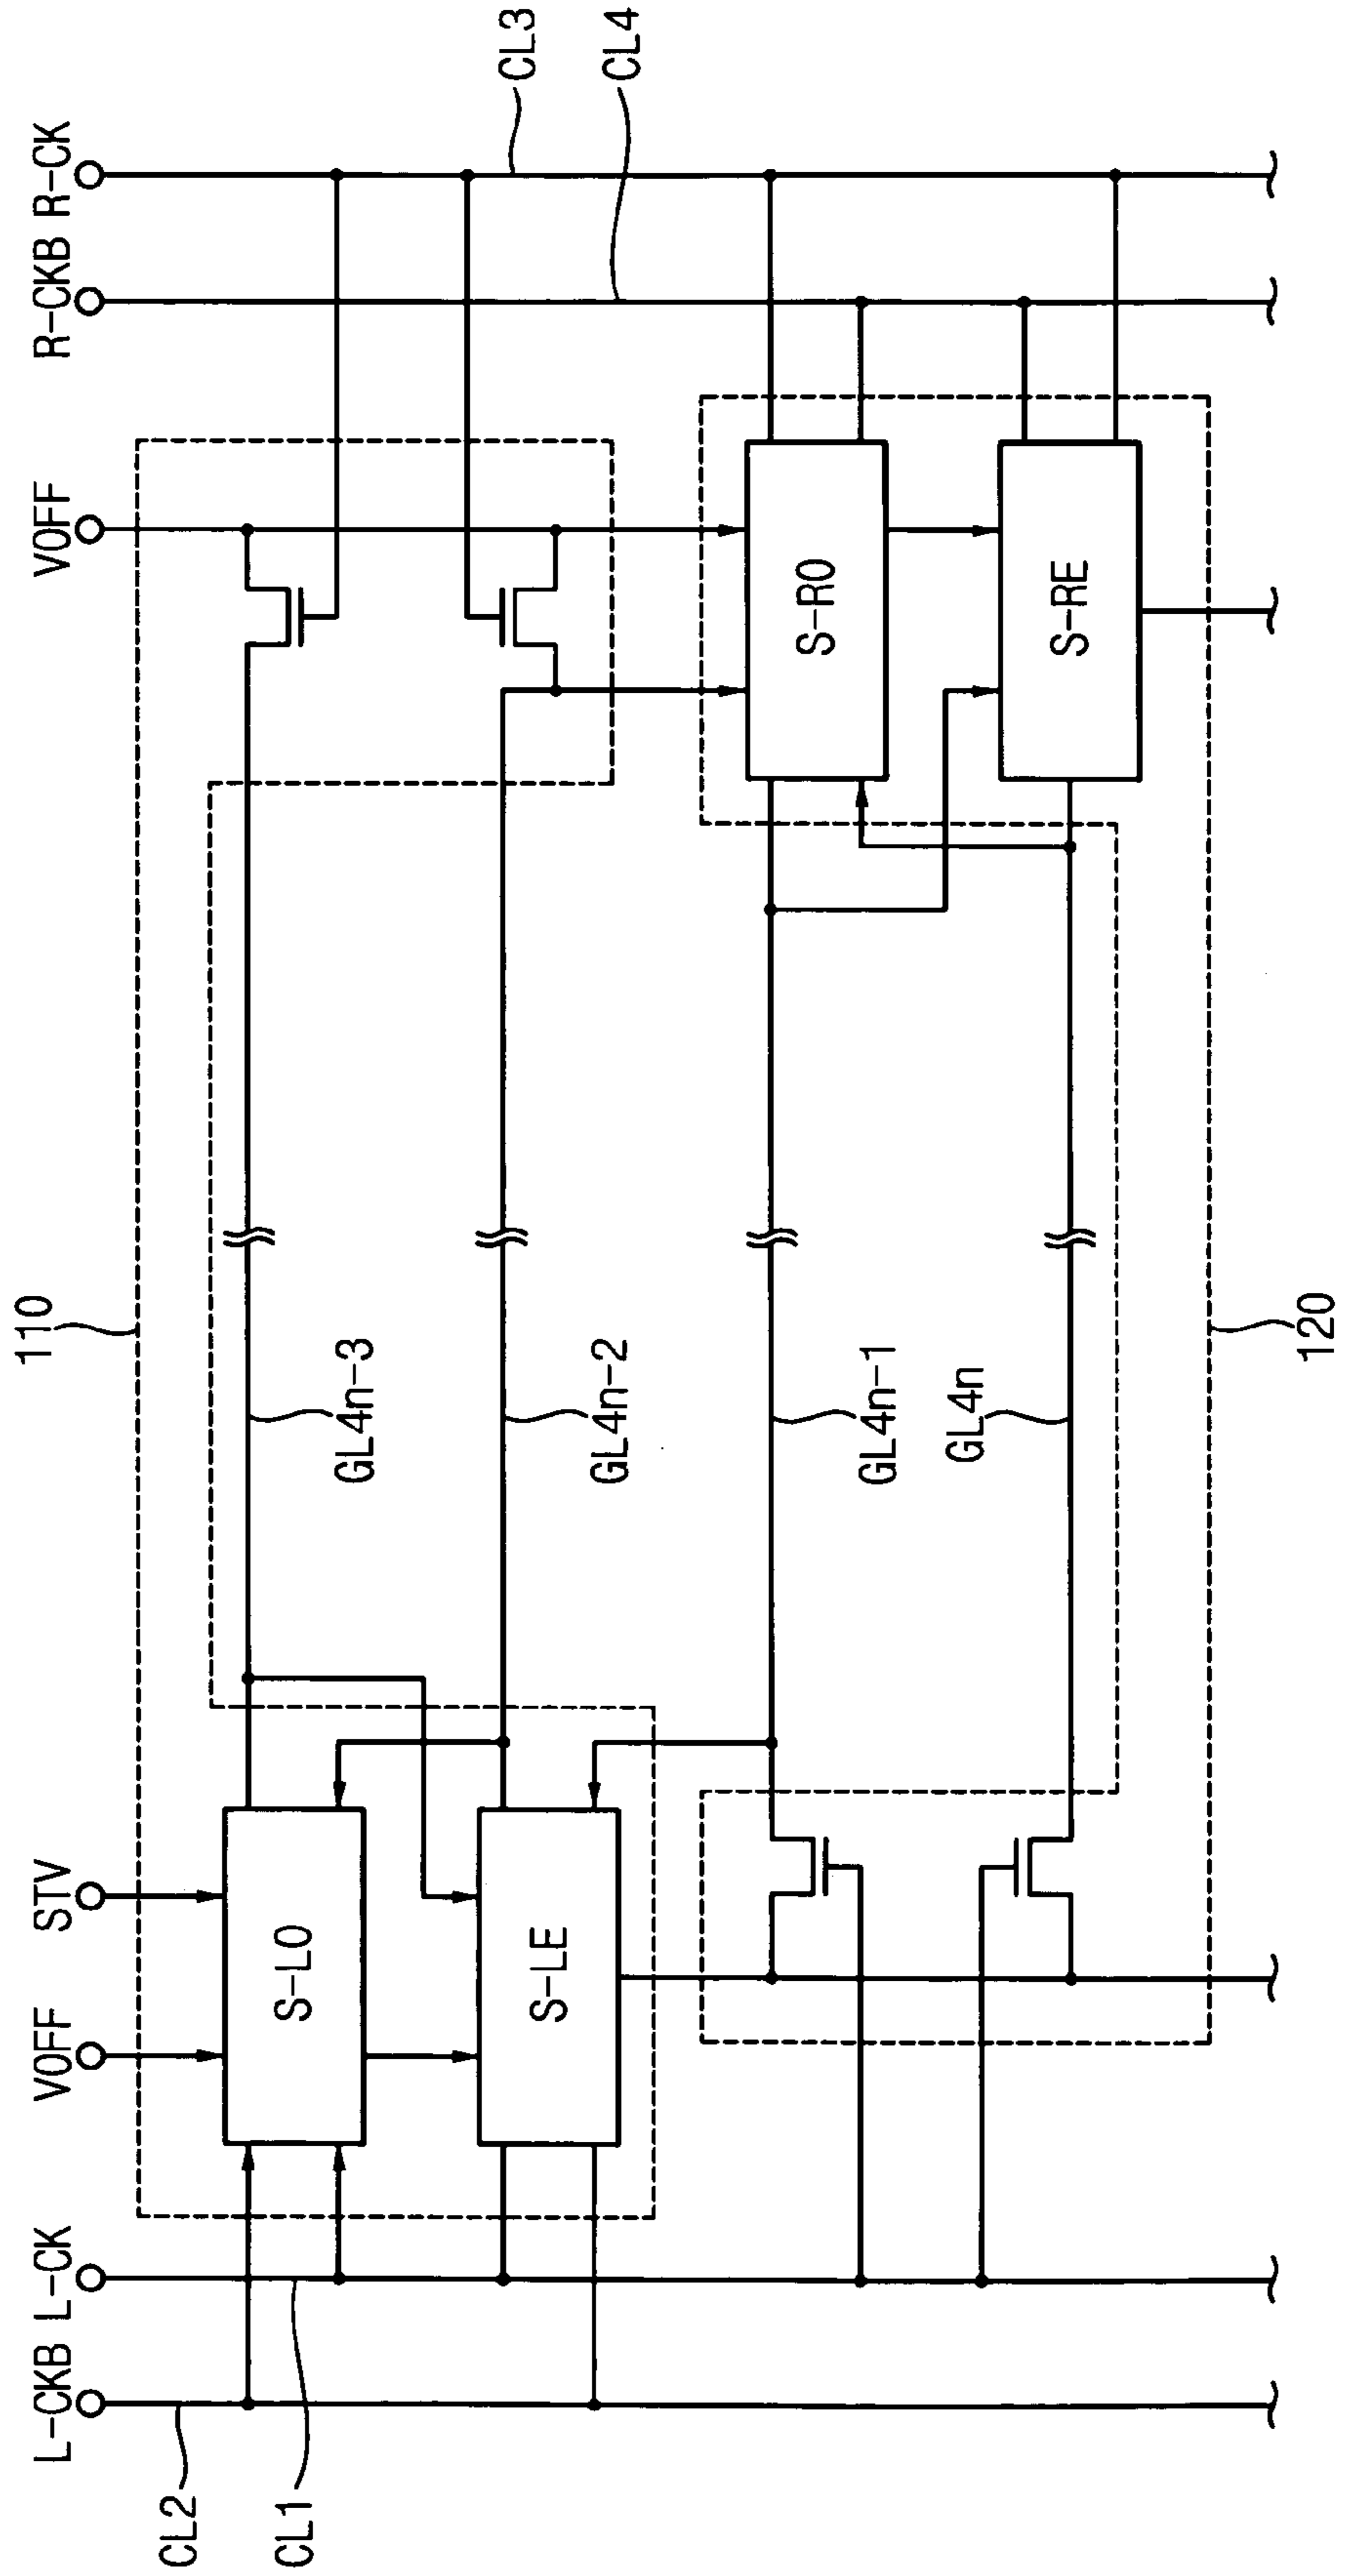 L-CKB
L-CK
VOFF
STV
VOFF
R-CKB
R-CK
CL2
CL1
CL3
CL4
110
S-LO
GL4n-3
S-LE
GL4n-2
S-RO
GL4n-1
S-RE
GL4n
120